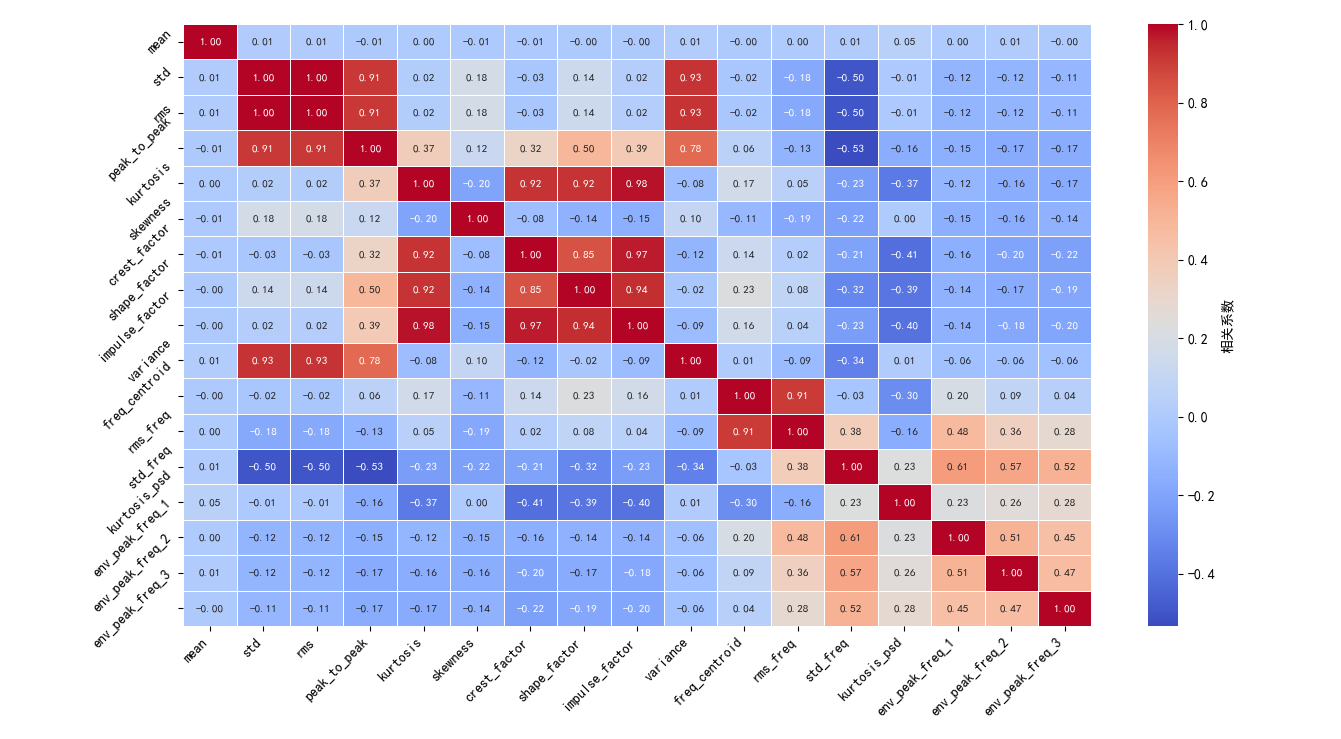 mean 1.00 0.01 0.01 -0.01 0.00 -0.01 -0.01 -0.00 -0.00 0.01 -0.00 0.00 0.01 0.05 0.00 0.01 -0.00
std 0.01 1.00 1.00 0.91 0.02 0.18 -0.03 0.14 0.02 0.93 -0.02 -0.18 -0.50 -0.01 -0.12 -0.12 -0.11
rms 0.01 1.00 1.00 0.91 0.02 0.18 -0.03 0.14 0.02 0.93 -0.02 -0.18 -0.50 -0.01 -0.12 -0.12 -0.11
peak_to_peak -0.01 0.91 0.91 1.00 0.37 0.12 0.32 0.50 0.39 0.78 0.06 -0.13 -0.53 -0.16 -0.15 -0.17 -0.17
kurtosis 0.00 0.02 0.02 0.37 1.00 -0.20 0.92 0.92 0.98 -0.08 0.17 0.05 -0.23 -0.37 -0.12 -0.16 -0.17
skewness -0.01 0.18 0.18 0.12 -0.20 1.00 -0.08 -0.14 -0.15 0.10 -0.11 -0.19 -0.22 0.00 -0.15 -0.16 -0.14
crest_factor -0.01 -0.03 -0.03 0.32 0.92 -0.08 1.00 0.85 0.97 -0.12 0.14 0.02 -0.21 -0.41 -0.16 -0.20 -0.22
shape_factor -0.00 0.14 0.14 0.50 0.92 -0.14 0.85 1.00 0.94 -0.02 0.23 0.08 -0.32 -0.39 -0.14 -0.17 -0.19
impulse_factor -0.00 0.02 0.02 0.39 0.98 -0.15 0.97 0.94 1.00 -0.09 0.16 0.04 -0.23 -0.40 -0.14 -0.18 -0.20
variance 0.01 0.93 0.93 0.78 -0.08 0.10 -0.12 -0.02 -0.09 1.00 0.01 -0.09 -0.34 0.01 -0.06 -0.06 -0.06
freq_centroid -0.00 -0.02 -0.02 0.06 0.17 -0.11 0.14 0.23 0.16 0.01 1.00 0.91 -0.03 -0.30 0.20 0.09 0.04
rms_freq 0.00 -0.18 -0.18 -0.13 0.05 -0.19 0.02 0.08 0.04 -0.09 0.91 1.00 0.38 -0.16 0.48 0.36 0.28
std_freq 0.01 -0.50 -0.50 -0.53 -0.23 -0.22 -0.21 -0.32 -0.23 -0.34 -0.03 0.38 1.00 0.23 0.61 0.57 0.52
kurtosis_psd 0.05 -0.01 -0.01 -0.16 -0.37 0.00 -0.41 -0.39 -0.40 0.01 -0.30 -0.16 0.23 1.00 0.23 0.26 0.28
env_peak_freq_1 0.00 -0.12 -0.12 -0.15 -0.12 -0.15 -0.16 -0.14 -0.14 -0.06 0.20 0.48 0.61 0.23 1.00 0.51 0.45
env_peak_freq_2 0.01 -0.12 -0.12 -0.17 -0.16 -0.16 -0.20 -0.17 -0.18 -0.06 0.09 0.36 0.57 0.26 0.51 1.00 0.47
env_peak_freq_3 -0.00 -0.11 -0.11 -0.17 -0.17 -0.14 -0.22 -0.19 -0.20 -0.06 0.04 0.28 0.52 0.28 0.45 0.47 1.00
mean std rms peak_to_peak kurtosis skewness crest_factor shape_factor impulse_factor variance freq_centroid rms_freq std_freq kurtosis_psd env_peak_freq_1 env_peak_freq_2 env_peak_freq_3
1.0
0.8
0.6
0.4
0.2
0.0
-0.2
-0.4
相关系数